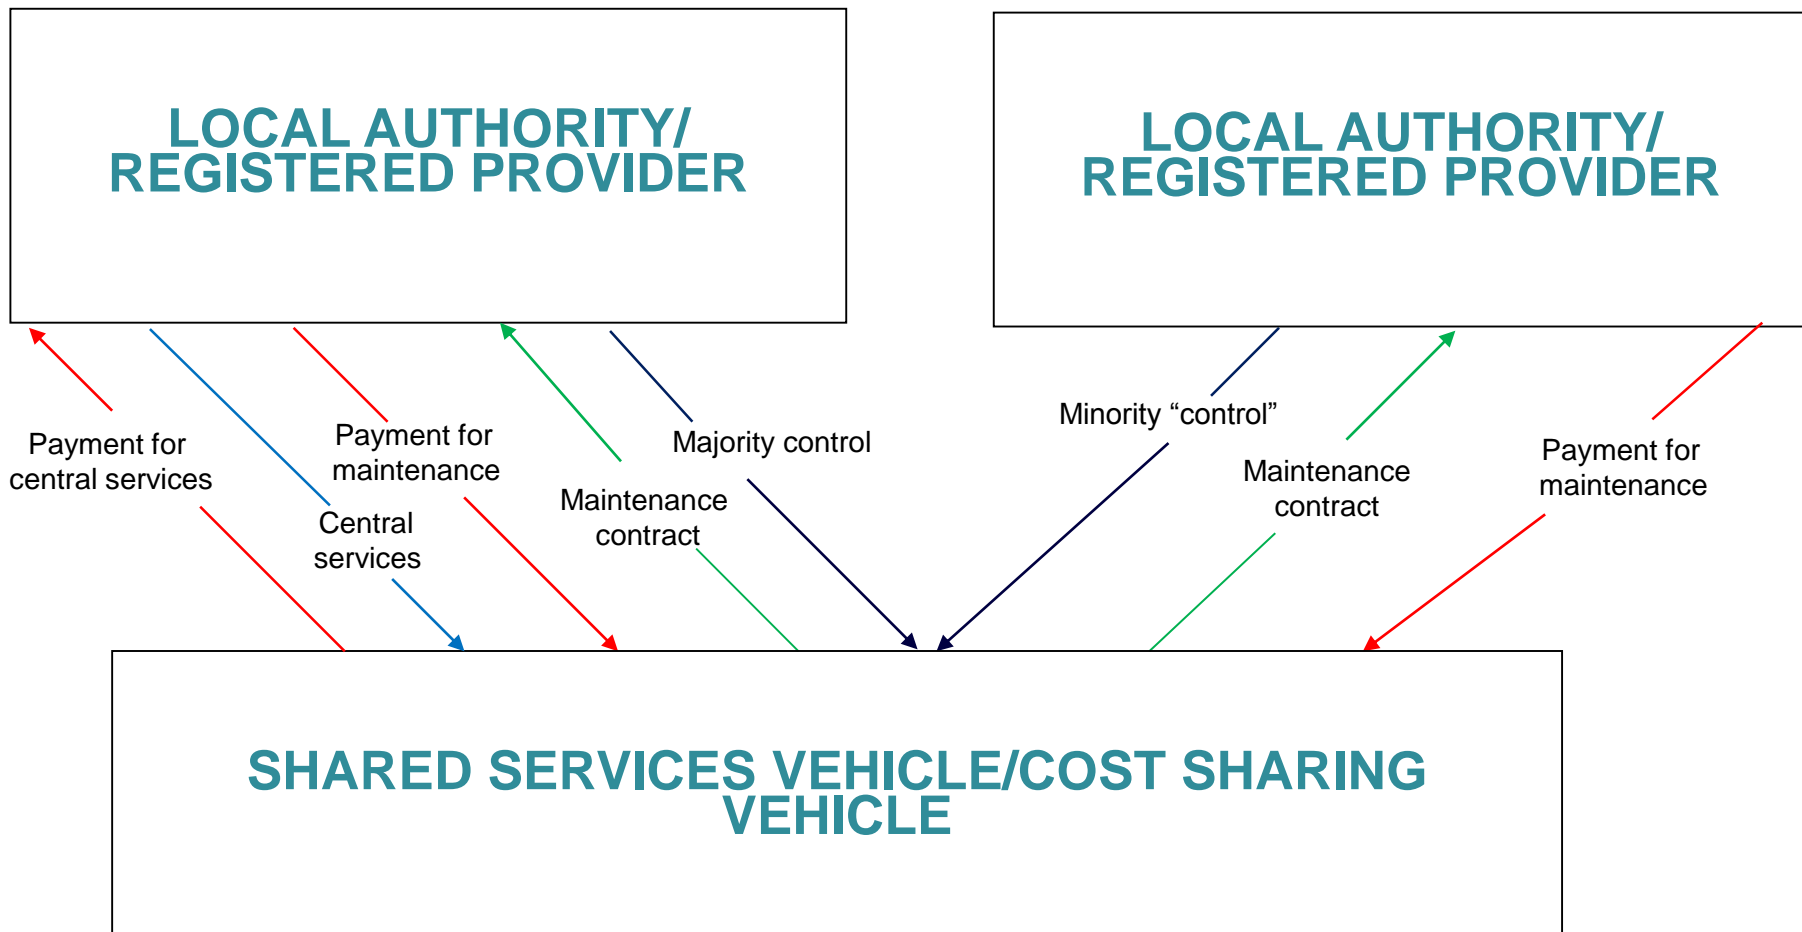 LOCAL AUTHORITY/
REGISTERED PROVIDER
LOCAL AUTHORITY/
REGISTERED PROVIDER
Payment for
central services
Central
services
Payment for
maintenance
Maintenance
contract
Majority control
Minority “control”
Maintenance
contract
Payment for
maintenance
SHARED SERVICES VEHICLE/COST SHARING
VEHICLE